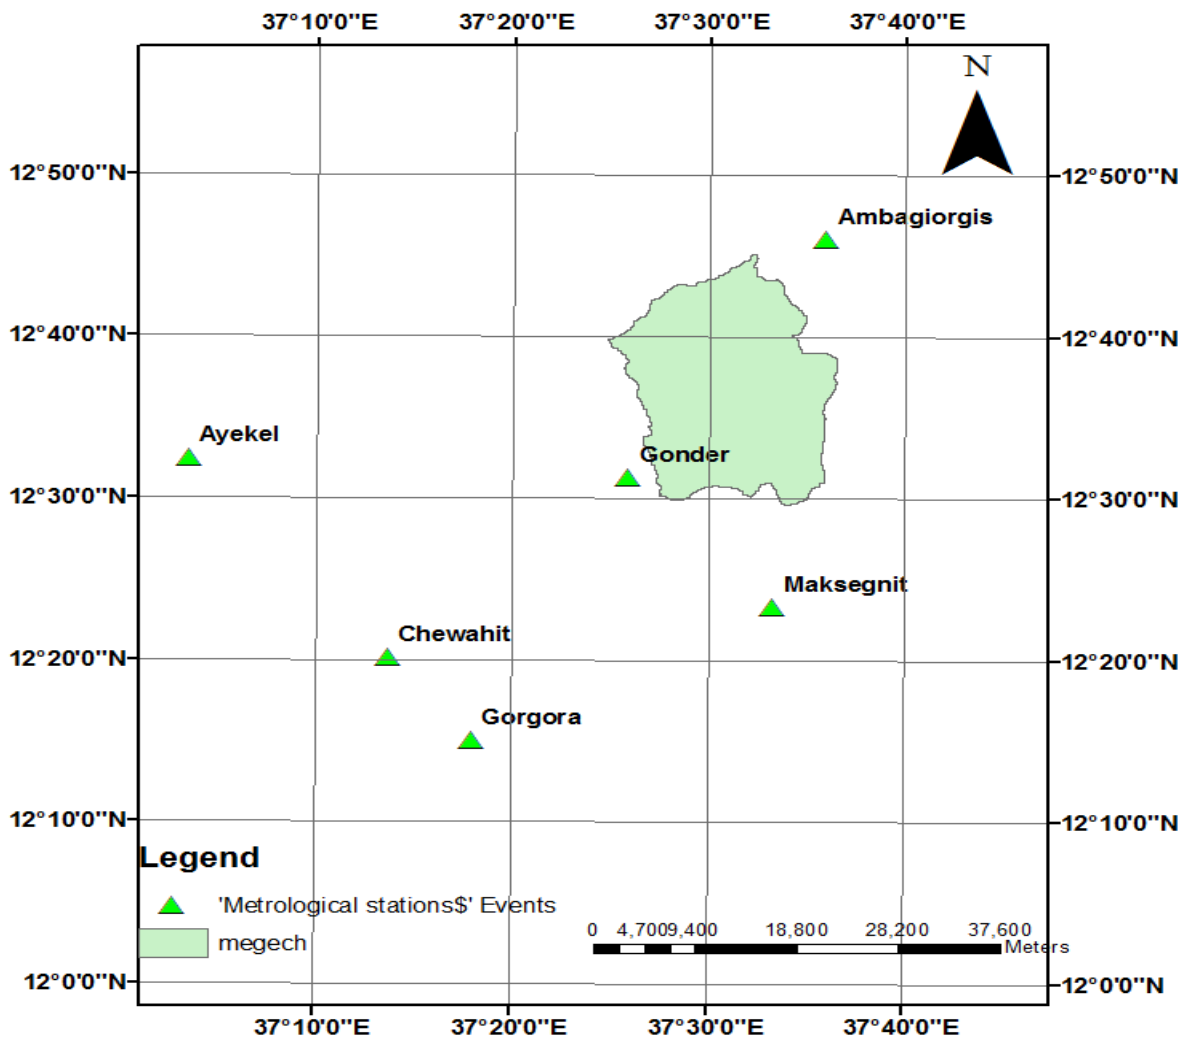 37°10'0"E 37°20'0"E 37°30'0"E 37°40'0"E
N
12°50'0"N 12°50'0"N
Ambagiorgis
12°40'0"N 12°40'0"N
Ayekel
Gonder
12°30'0"N 12°30'0"N
Maksegnit
Chewahit
12°20'0"N 12°20'0"N
Gorgora
12°10'0"N 12°10'0"N
Legend
'Metrological stations$' Events
megech
0 4,700 9,400 18,800 28,200 37,600
Meters
12°0'0"N 12°0'0"N
37°10'0"E 37°20'0"E 37°30'0"E 37°40'0"E